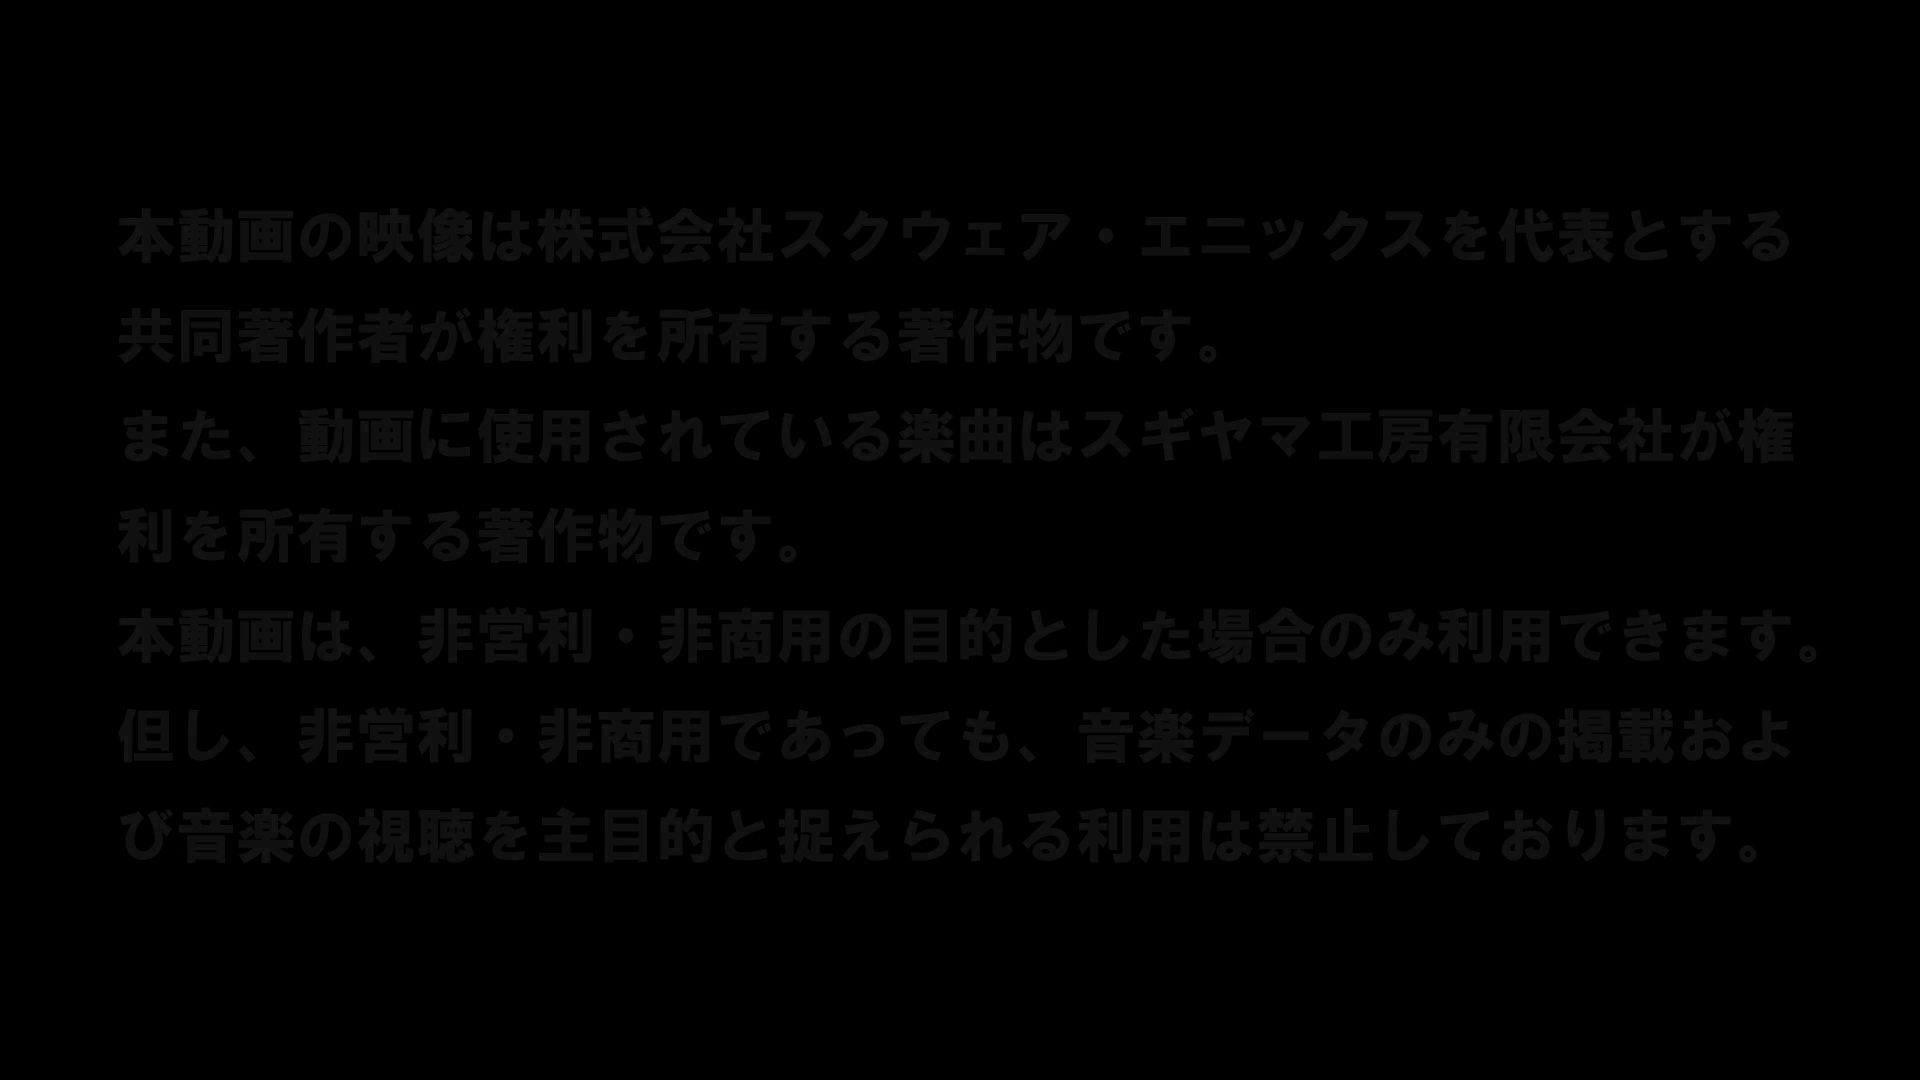 本動画の映像は株式会社スクウェア・エニックスを代表とする
共同著作者が権利を所有する著作物です。
また、動画に使用されている楽曲はスギヤマ工房有限会社が権
利を所有する著作物です。
本動画は、非営利・非商用の目的とした場合のみ利用できます。
但し、非営利・非商用であっても、音楽データのみの掲載およ
び音楽の視聴を主目的と捉えられる利用は禁止しております。